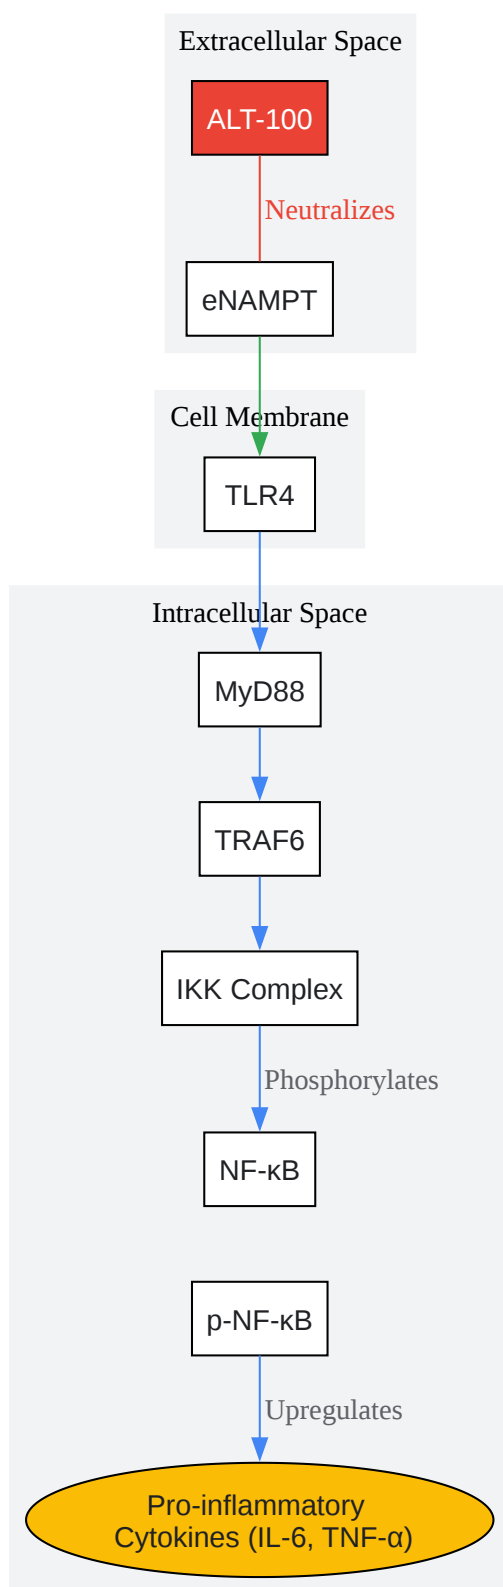 Extracellular Space
ALT-100
Neutralizes
eNAMPT
Cell Membrane
TLR4
Intracellular Space
MyD88
TRAF6
IKK Complex
Phosphorylates
NF-κB
p-NF-κB
Upregulates
Pro-inflammatory
Cytokines (IL-6, TNF-α)